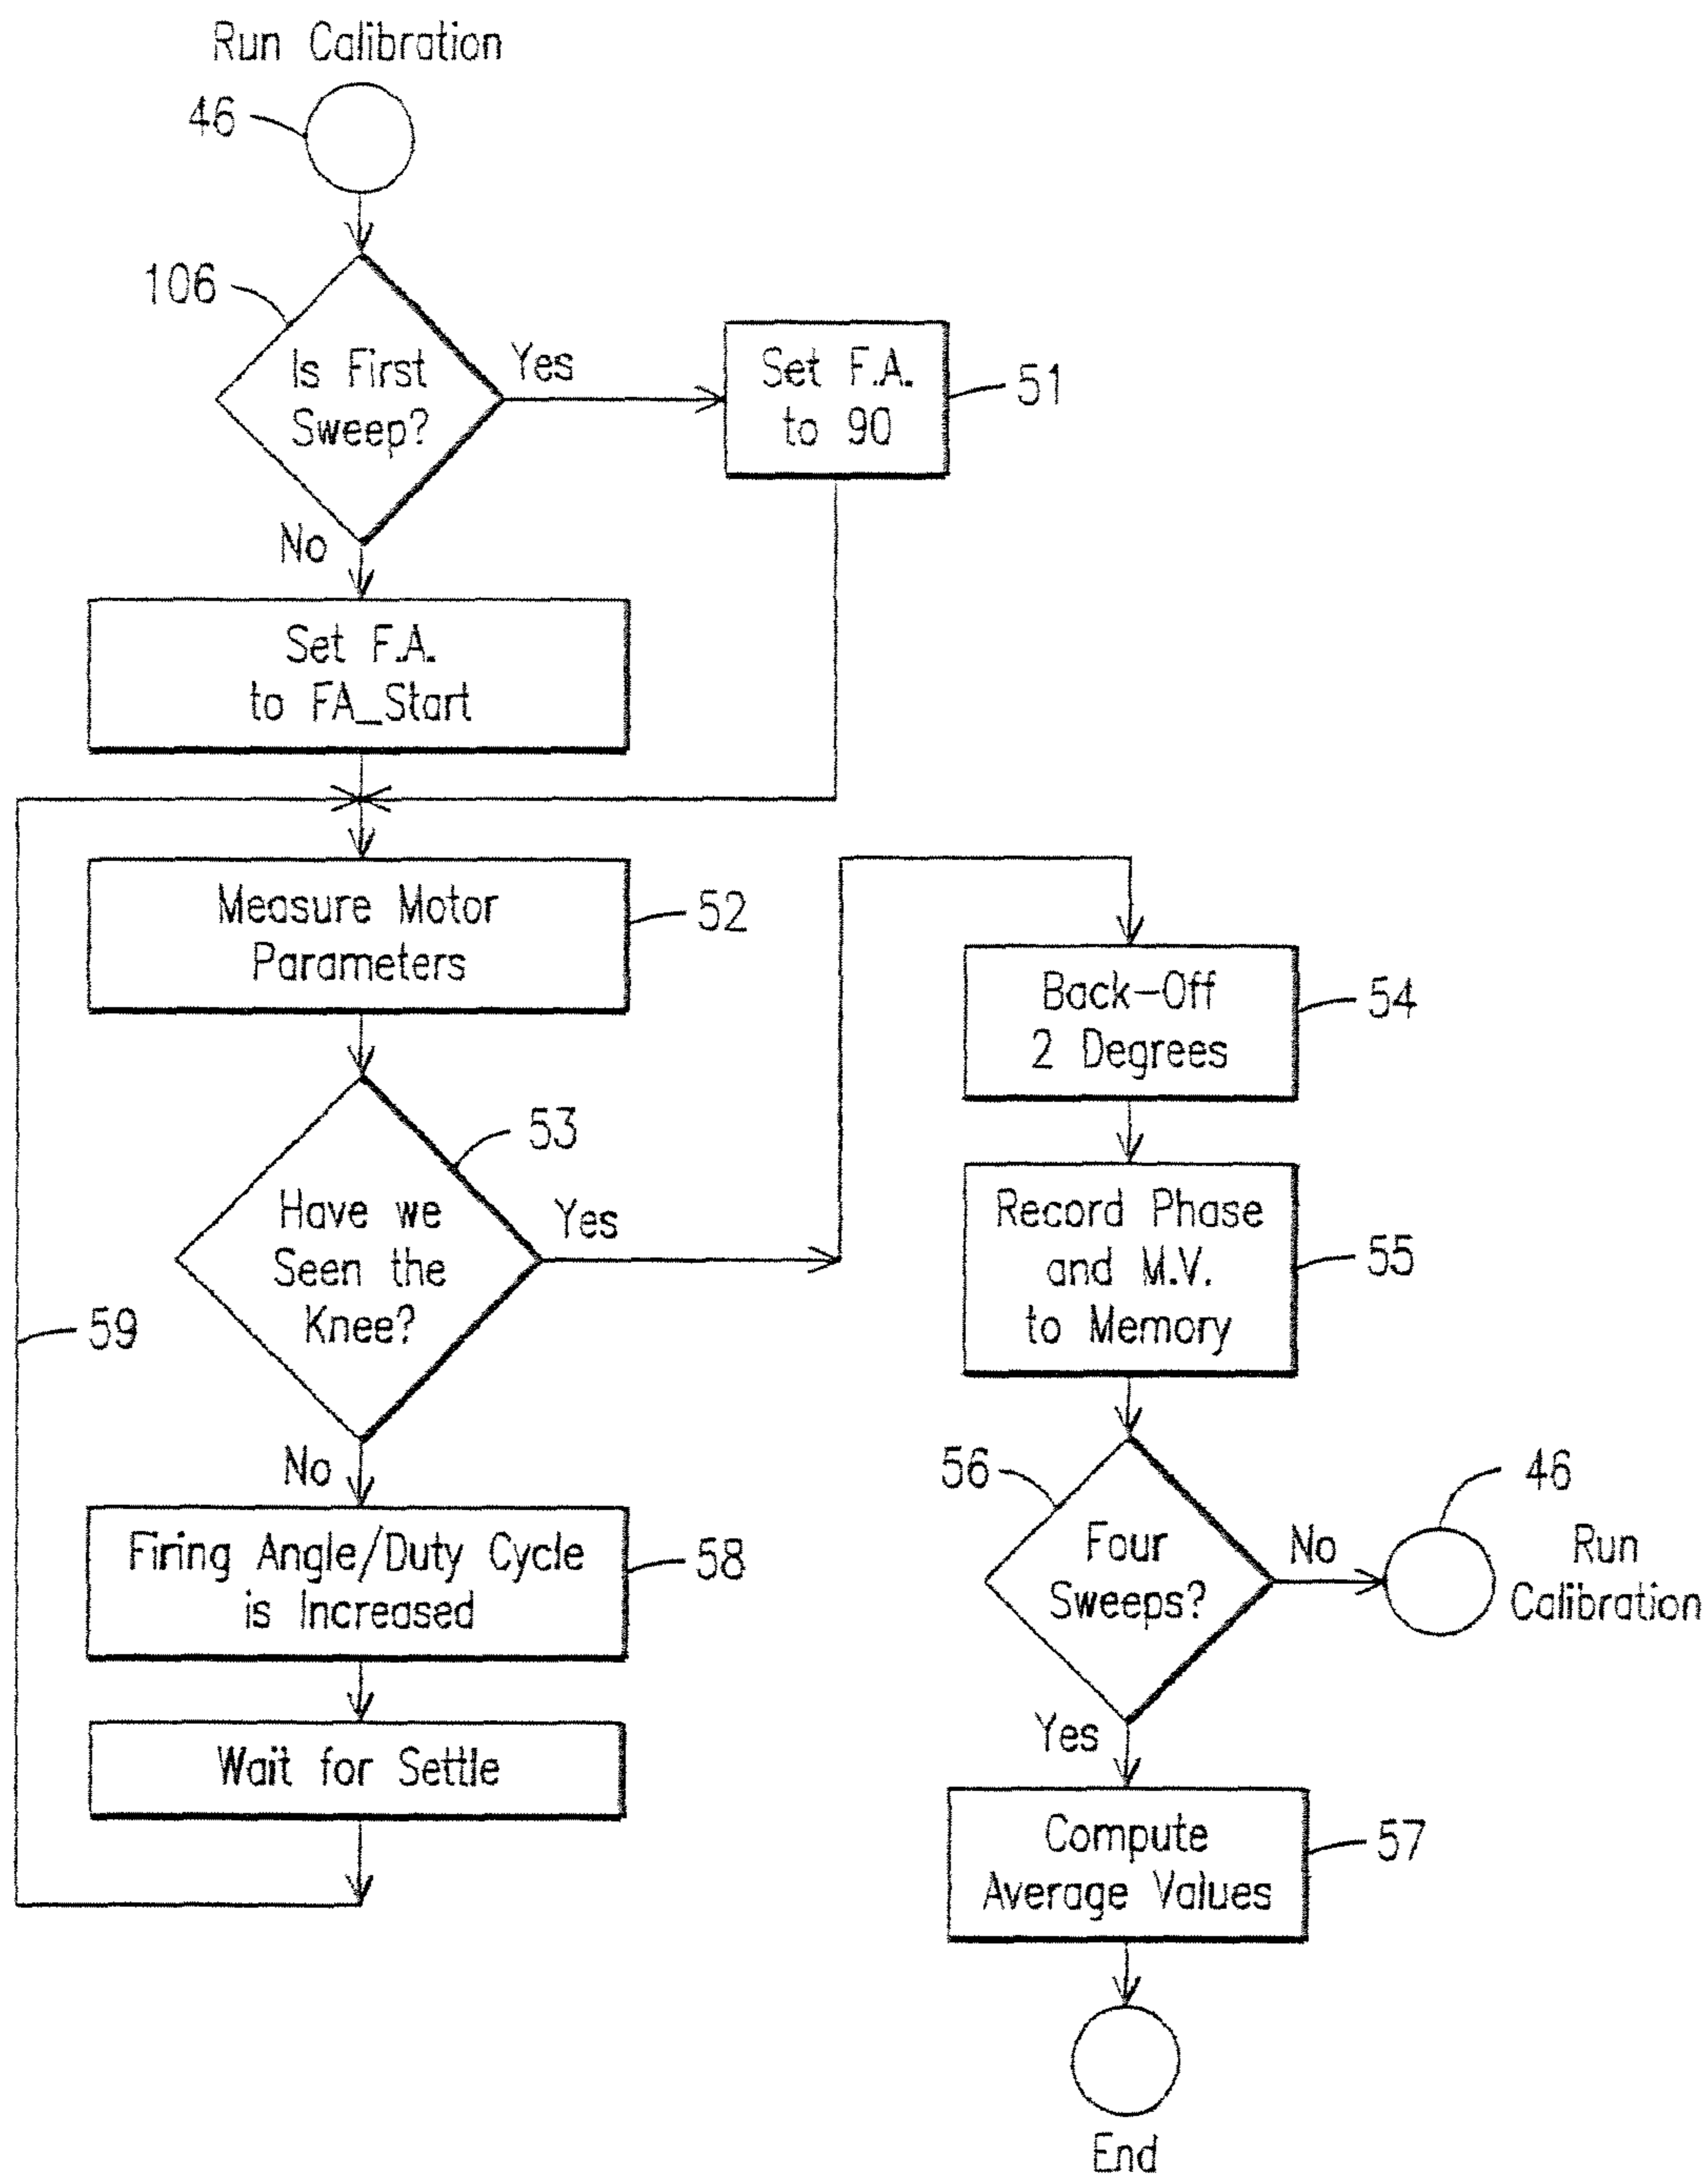 Run Calibration
46
106
Is First
Sweep?
Yes
Set F.A.
to 90
51
No
Set F.A.
to FA_Start
Measure Motor
Parameters
52
53
Have we
Seen the
Knee?
Yes
59
No
Firing Angle/Duty Cycle
is Increased
58
Wait for Settle
Back-Off
2 Degrees
54
Record Phase
and M.V.
to Memory
55
56
Four
Sweeps?
No
46
Run
Calibration
Yes
Compute
Average Values
57
End